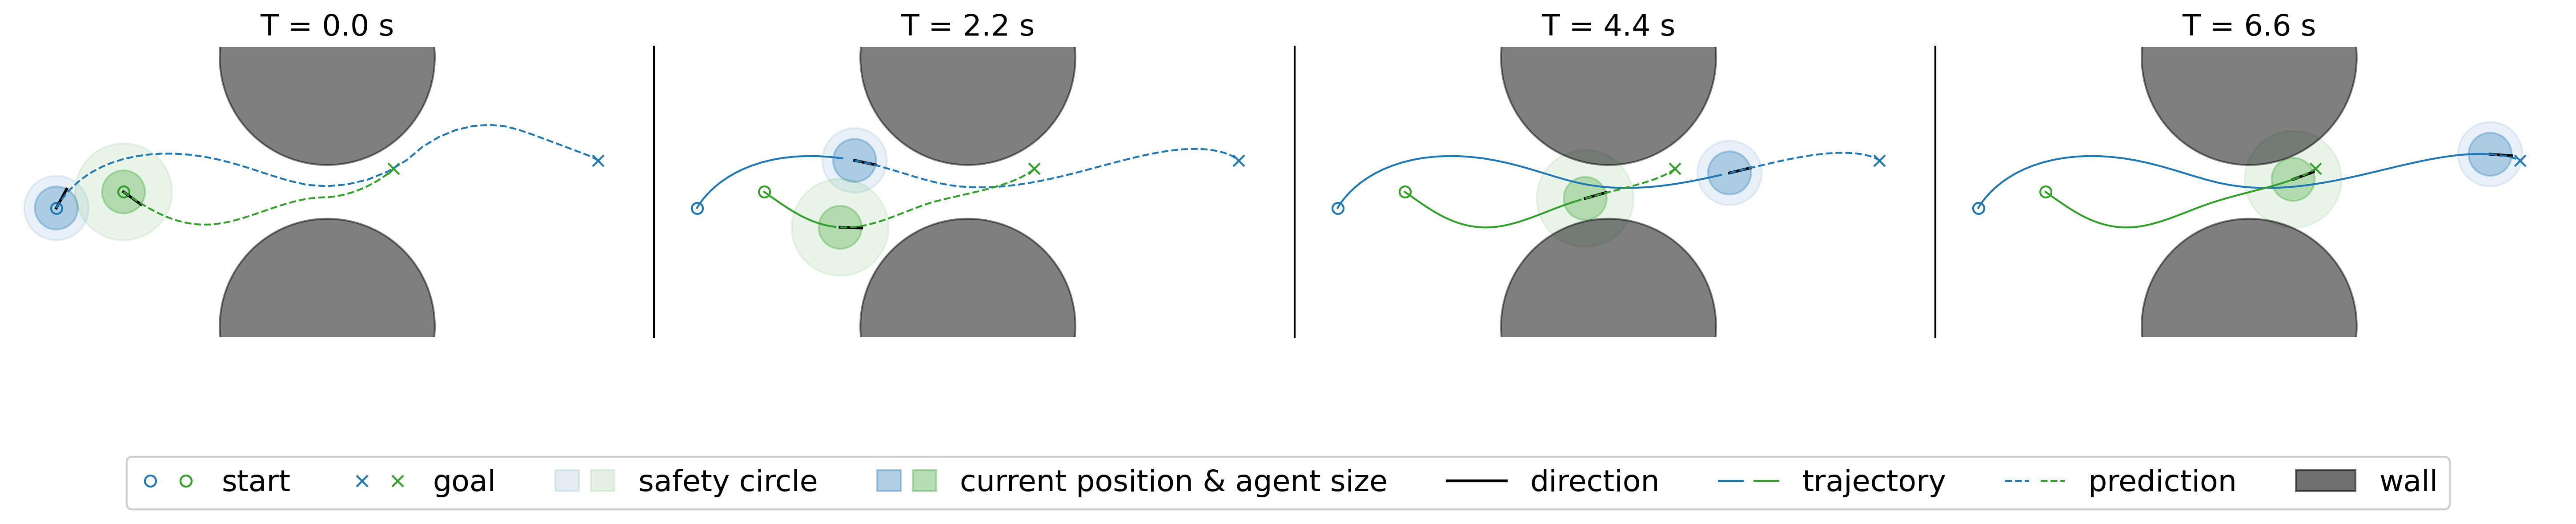 T = 0.0 s
T = 2.2 s
T = 4.4 s
T = 6.6 s
start
goal
safety circle
current position & agent size
direction
trajectory
prediction
wall